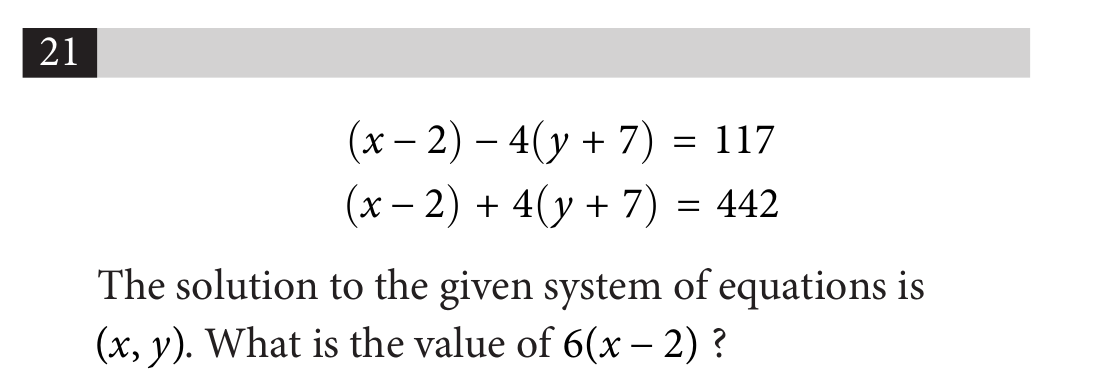 21
(x − 2) − 4(y + 7) = 117
(x − 2) + 4(y + 7) = 442
The solution to the given system of equations is
(x, y). What is the value of 6(x − 2) ?